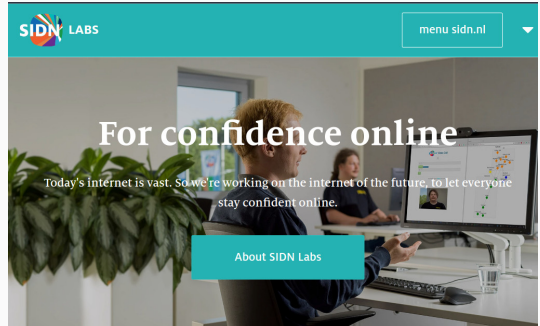 SIDN LABS
menu sidn.nl
For confidence online
Today's internet is vast. So we're working on the internet of the future, to let everyone
stay confident online.
About SIDN Labs